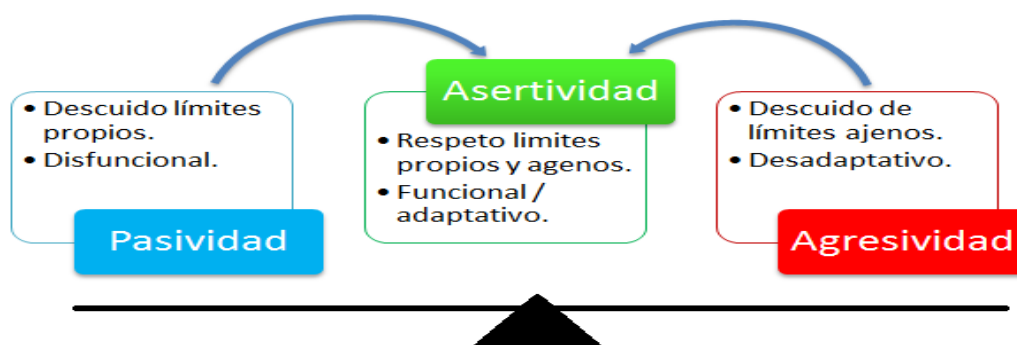 • Descuido límites
propios.
• Disfuncional.
Pasividad
Asertividad
• Respeto limites
propios y agenos.
• Funcional /
adaptativo.
• Descuido de
límites ajenos.
• Desadaptativo.
Agresividad